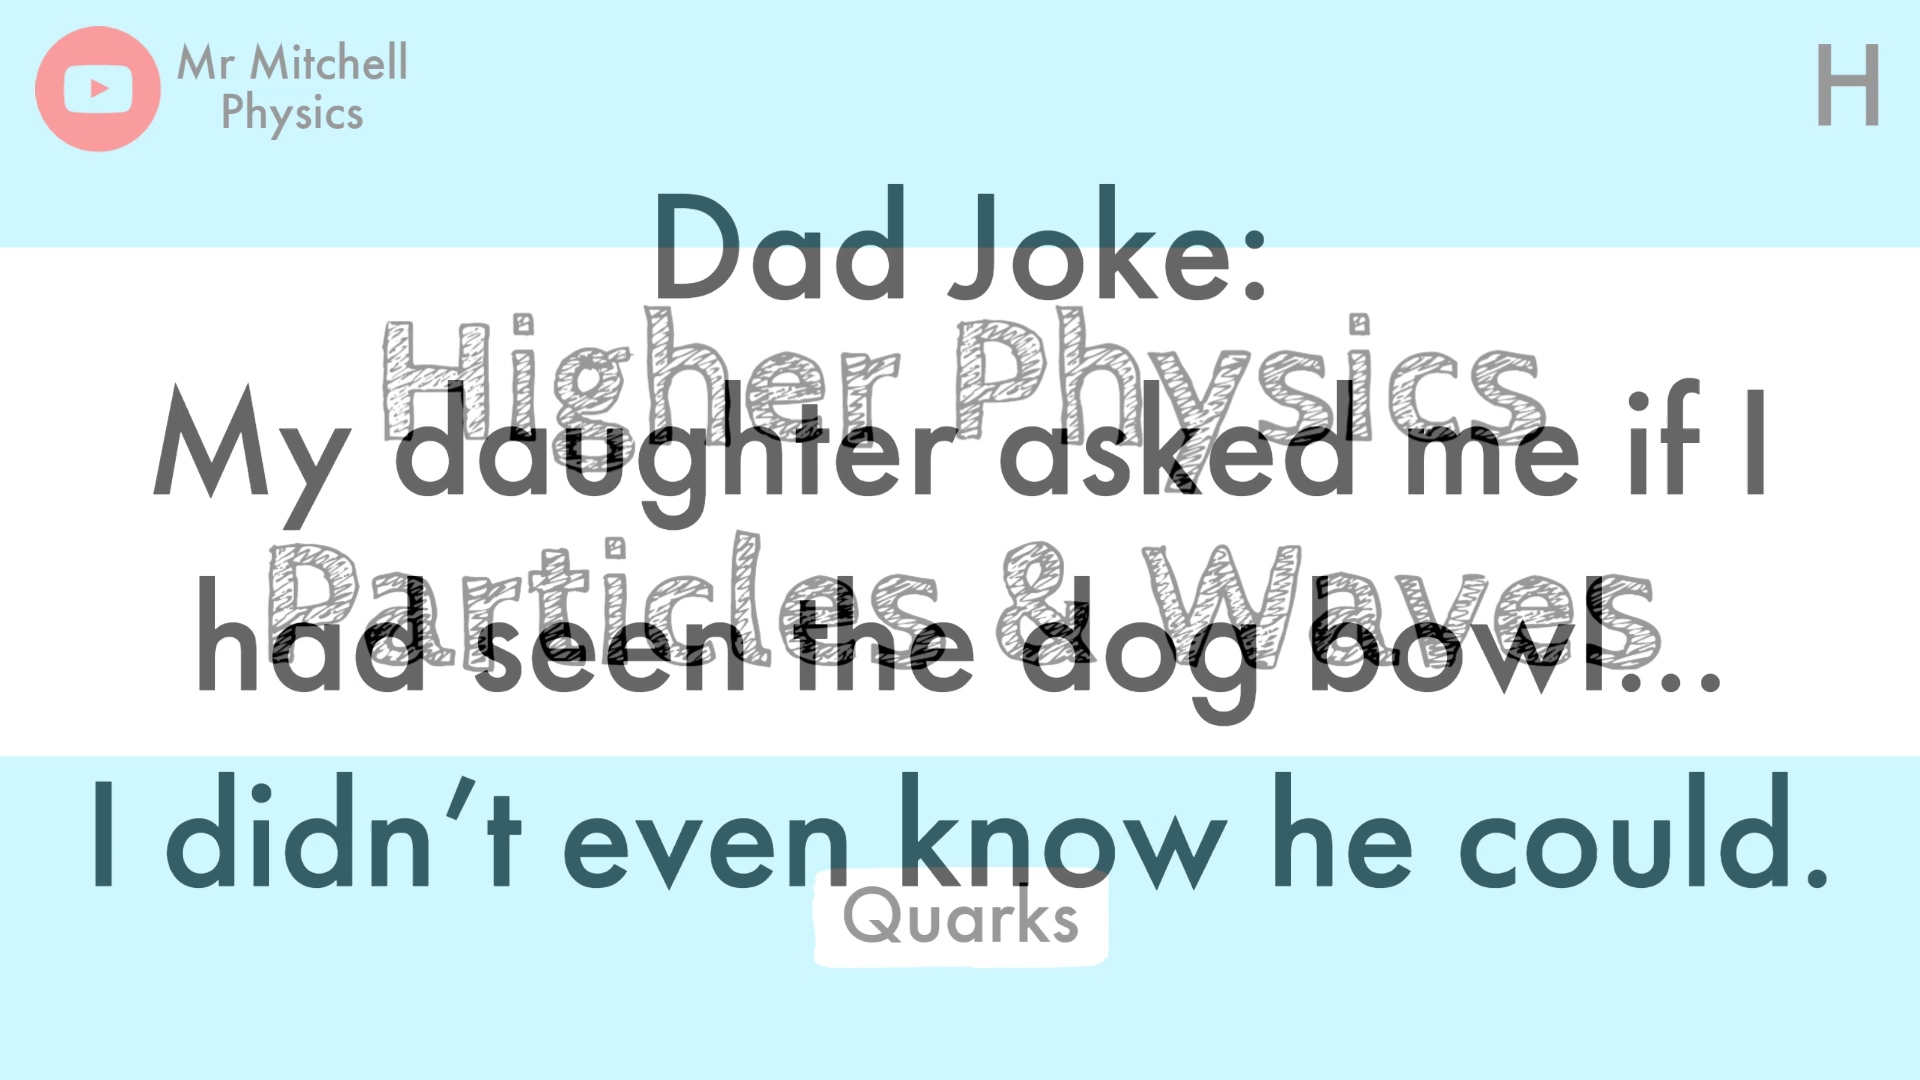 Mr Mitchell
Physics
H
Dad Joke:
Higher Physics
My daughter asked me if I
Particles & Waves
had seen the dog bowl...
I didn’t even know he could.
Quarks